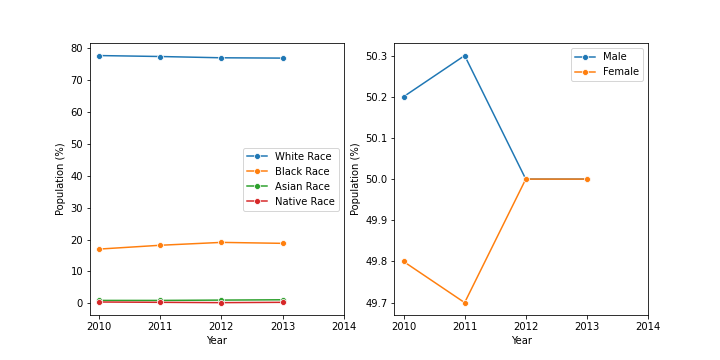 80
70
60
50
40
30
20
10
0
Population (%)
2010 2011 2012 2013 2014
Year
White Race
Black Race
Asian Race
Native Race
50.3
50.2
50.1
50.0
49.9
49.8
49.7
Population (%)
2010 2011 2012 2013 2014
Year
Male
Female